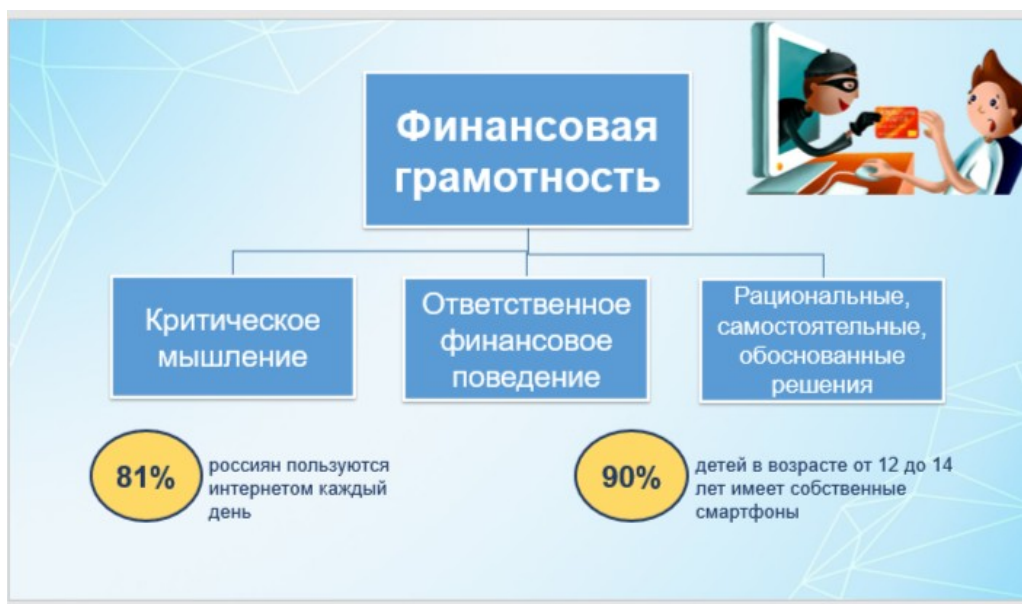 Финансовая
грамотность
Критическое
мышление
Ответственное
финансовое
поведение
Рациональные,
самостоятельные,
обоснованные
решения
81%
россиян пользуются
интернетом каждый
день
90%
детей в возрасте от 12 до 14
лет имеет собственные
смартфоны